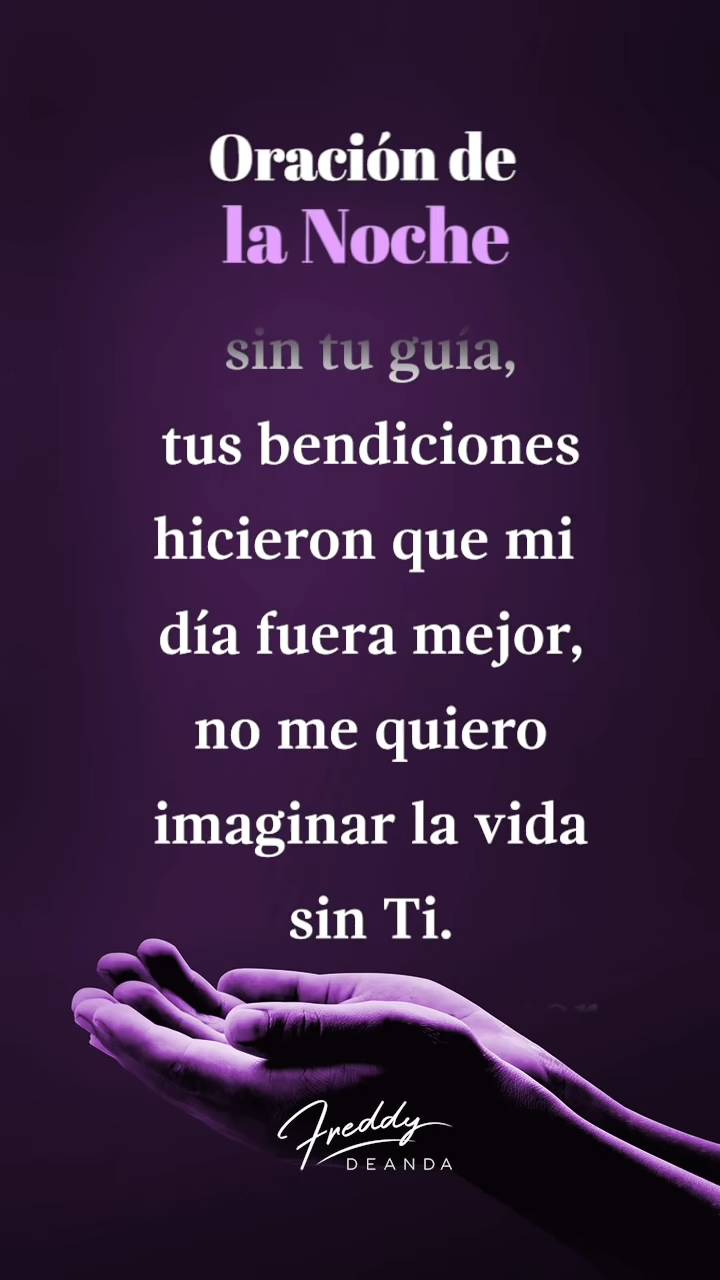 Oración de
la Noche
sin tu guía,
tus bendiciones
hicieron que mi
día fuera mejor,
no me quiero
imaginar la vida
sin Ti.
Freddy
DEANDA